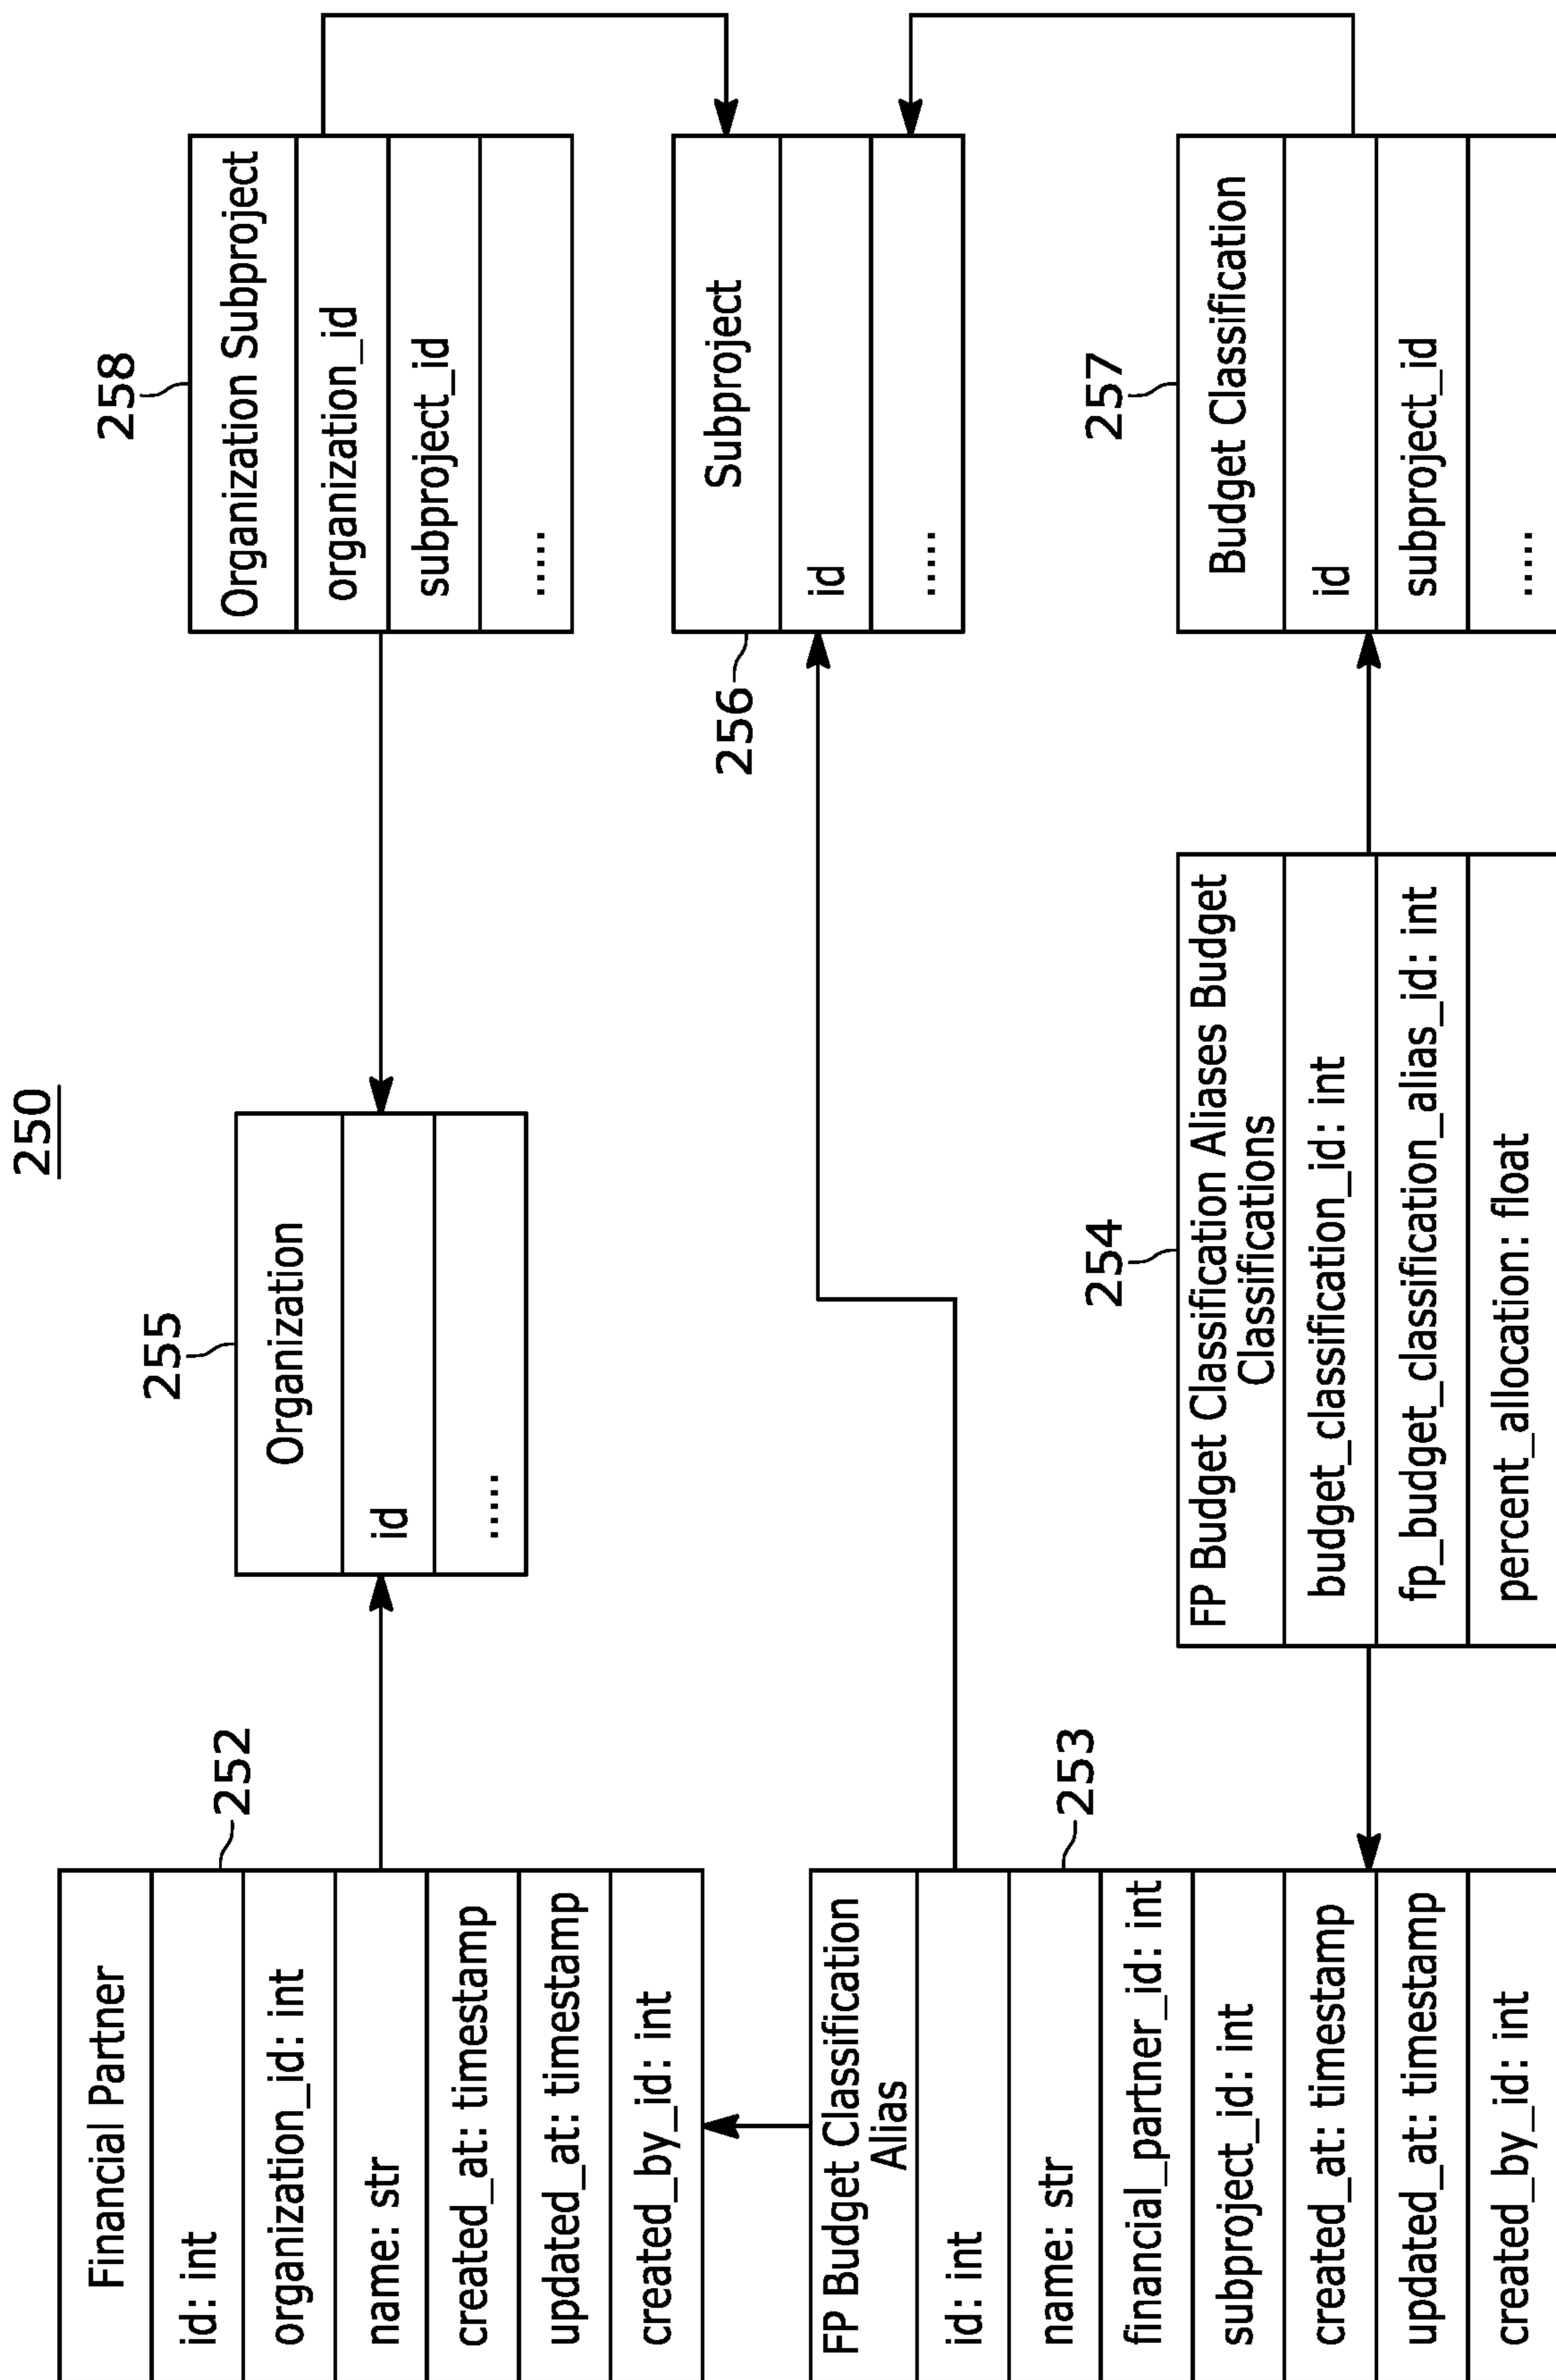 250
252
Financial Partner
id: int
organization_id: int
name: str
created_at: timestamp
updated_at: timestamp
created_by_id: int
255
Organization
id
.....
258
Organization Subproject
organization_id
subproject_id
.....
256
Subproject
id
.....
253
FP Budget Classification
Alias
id: int
name: str
financial_partner_id: int
subproject_id: int
created_at: timestamp
updated_at: timestamp
created_by_id: int
254
FP Budget Classification Aliases Budget
Classifications
budget_classification_id: int
fp_budget_classification_alias_id: int
percent_allocation: float
257
Budget Classification
id
subproject_id
.....